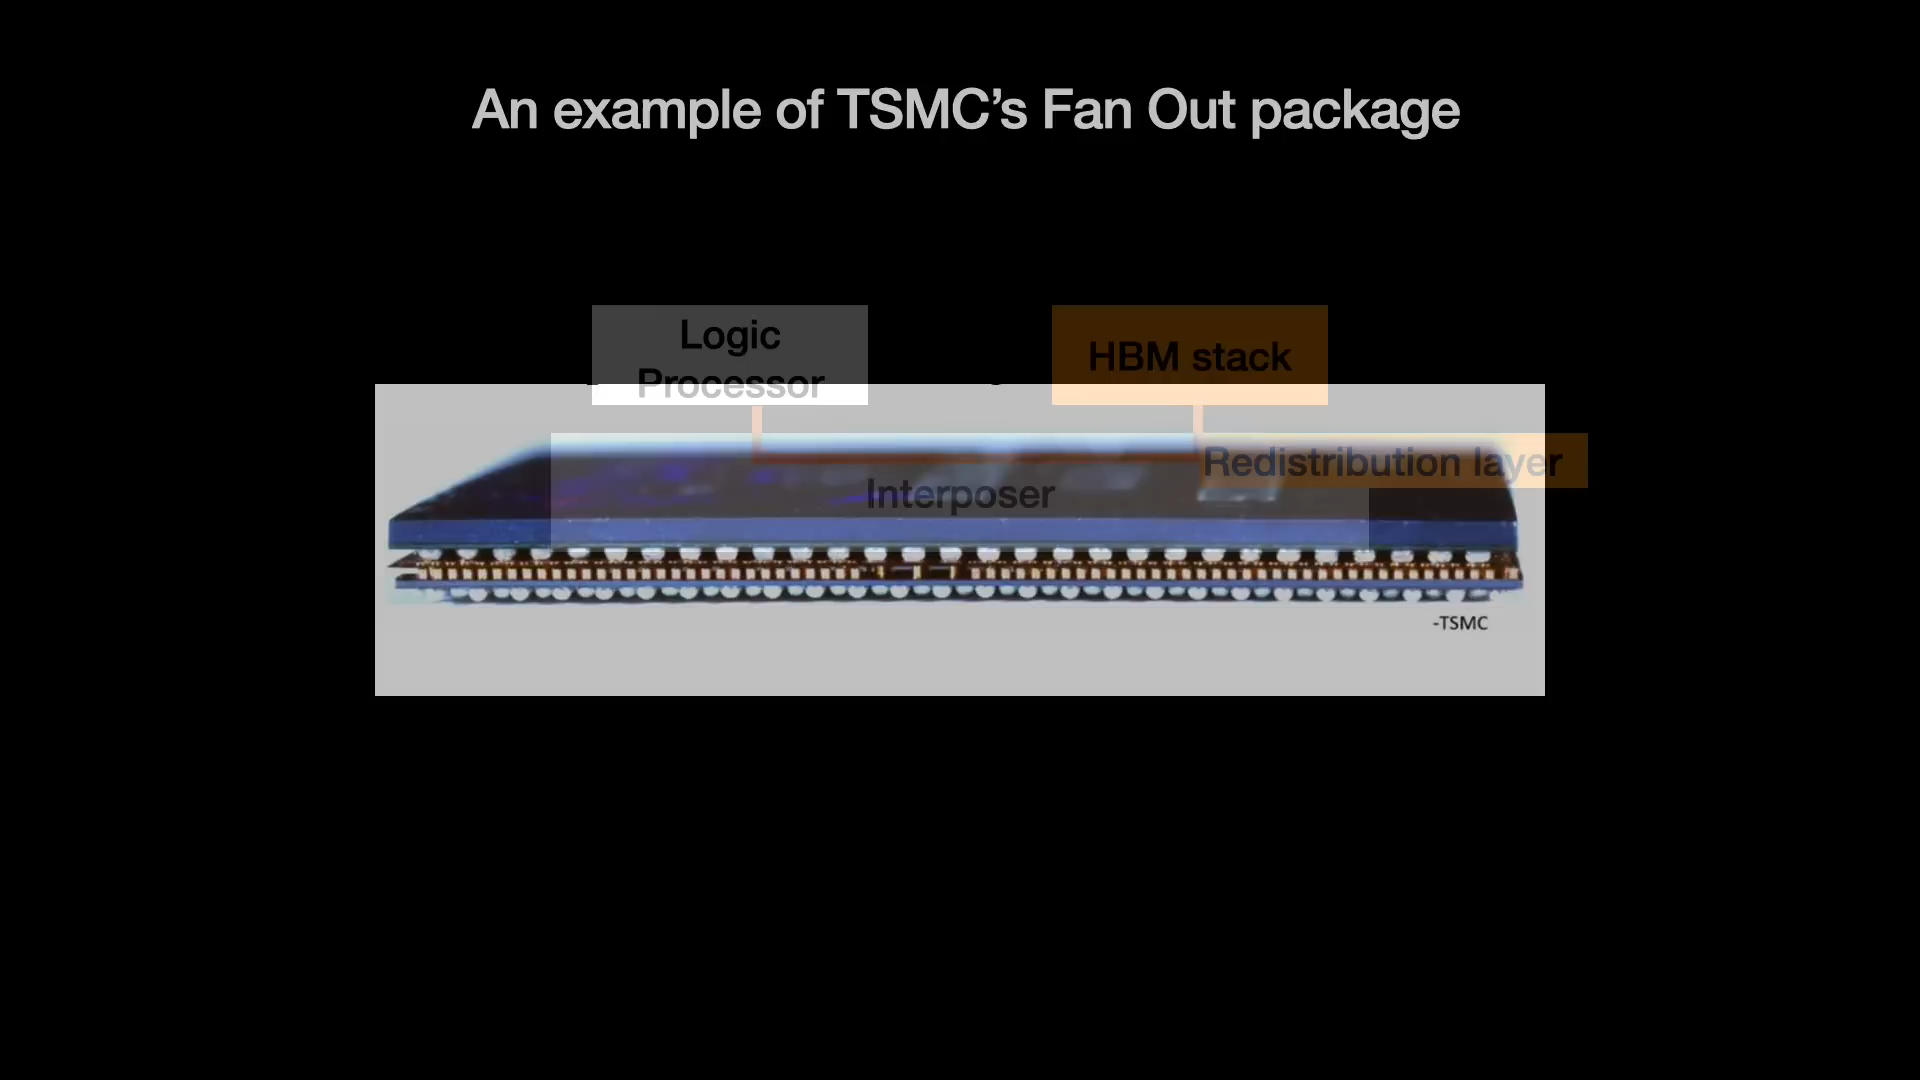 An example of TSMC’s Fan Out package
Logic
Processor
HBM stack
Redistribution layer
Interposer
-TSMC